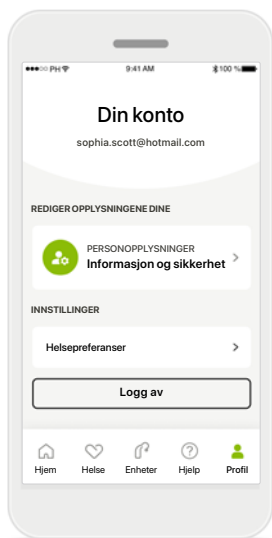 PH 9:41 AM 100 %
Din konto
sophia.scott@hotmail.com
REDIGER OPPLYSNINGENE DINE
PERSONOPPLYSNINGER
Informasjon og sikkerhet
INNSTILLINGER
Helsepreferanser
Logg av
Hjem Helse Enheter Hjelp Profil